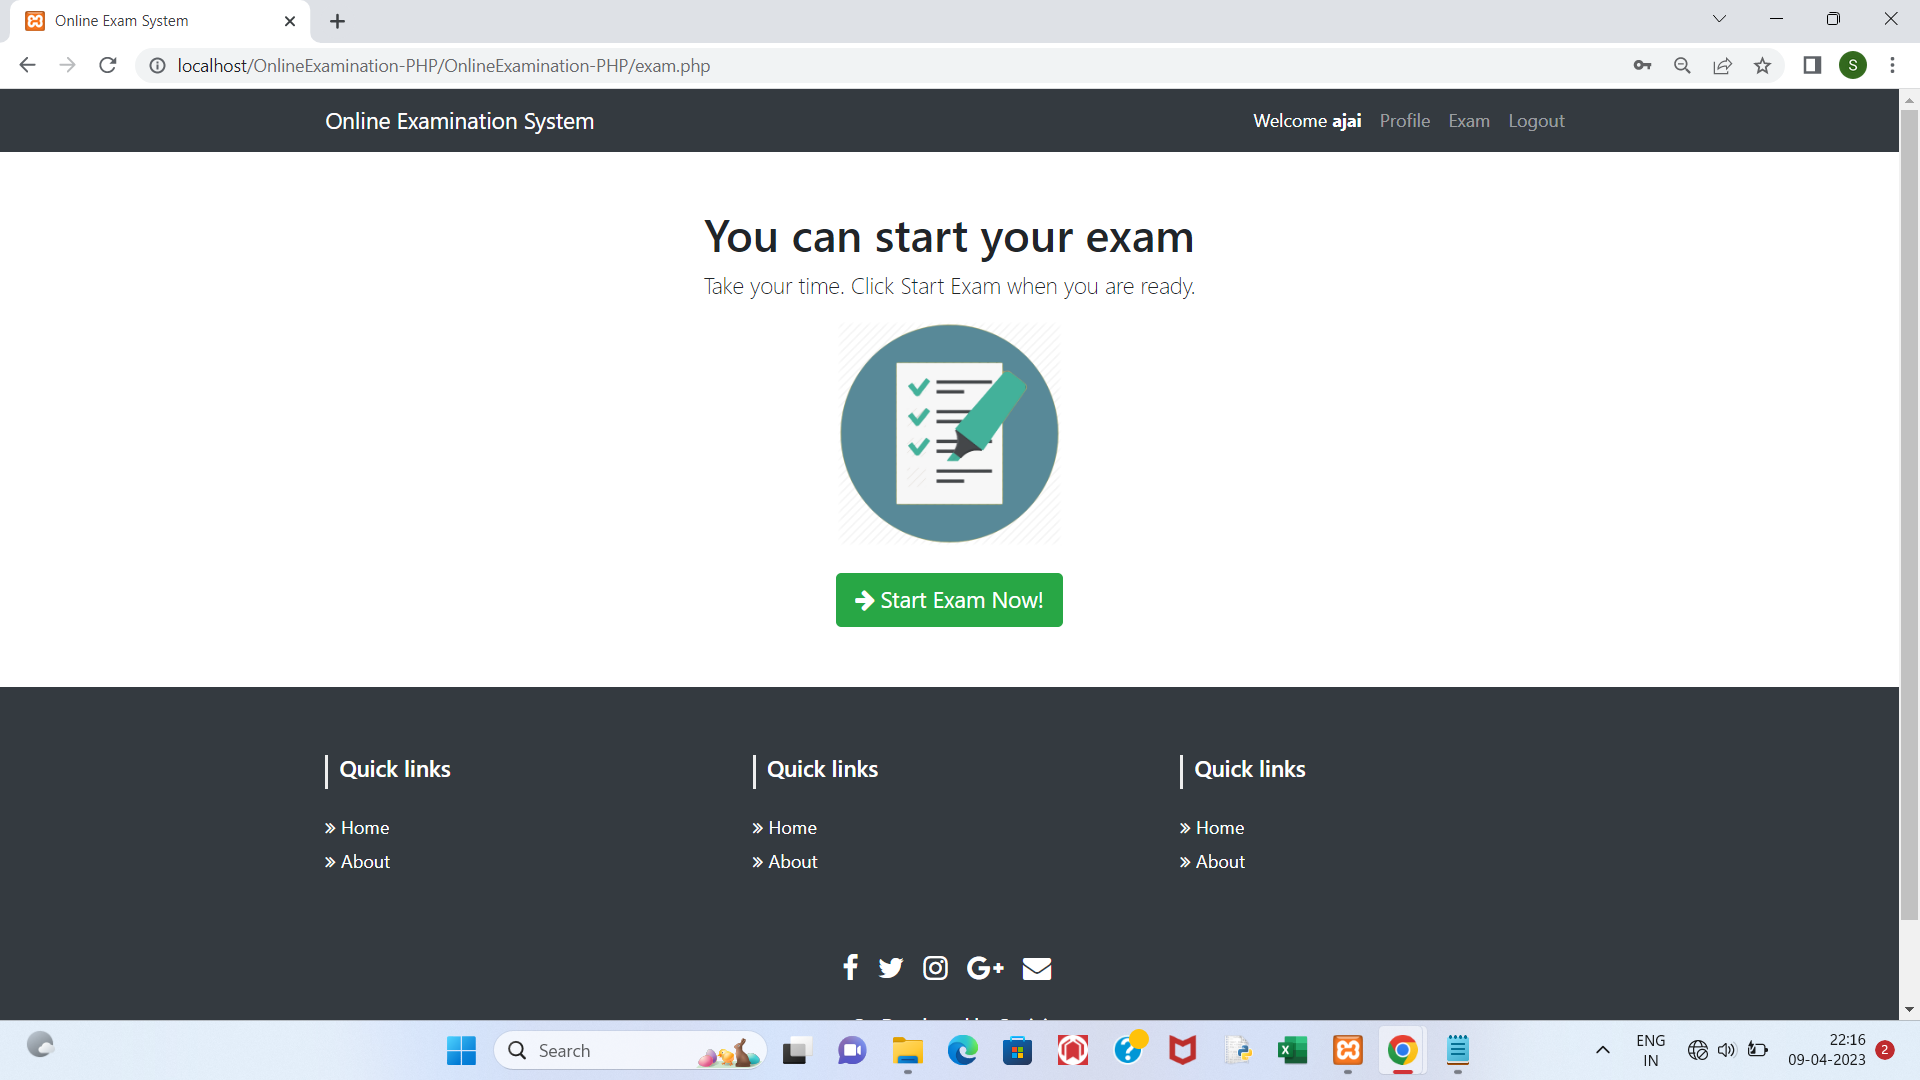 Online Exam System
localhost/OnlineExamination-PHP/OnlineExamination-PHP/exam.php
S
Online Examination System
Welcome ajai Profile Exam Logout
You can start your exam
Take your time. Click Start Exam when you are ready.
Start Exam Now!
Quick links Quick links Quick links
» Home » Home » Home
» About » About » About
Search
ENG
IN
22:16
09-04-2023
2